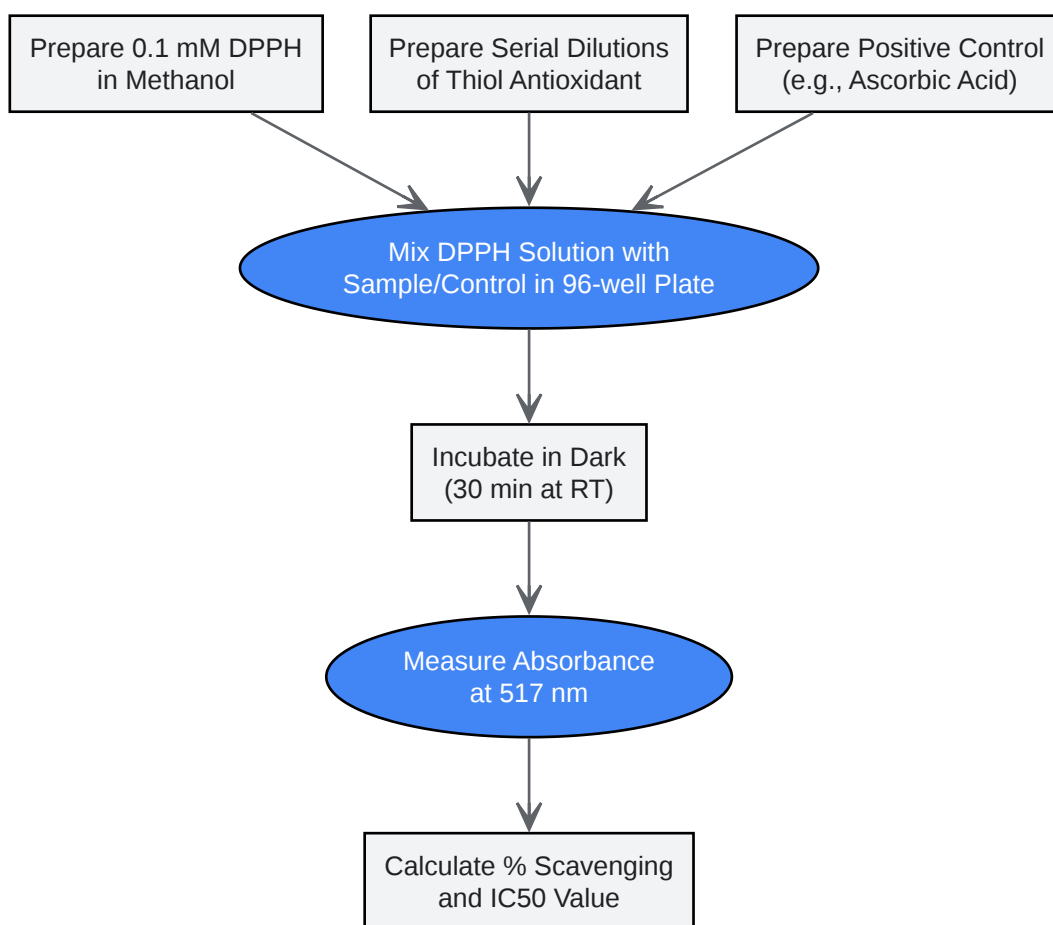 Prepare 0.1 mM DPPH
in Methanol
Prepare Serial Dilutions
of Thiol Antioxidant
Prepare Positive Control
(e.g., Ascorbic Acid)
Mix DPPH Solution with
Sample/Control in 96-well Plate
Incubate in Dark
(30 min at RT)
Measure Absorbance
at 517 nm
Calculate % Scavenging
and IC50 Value